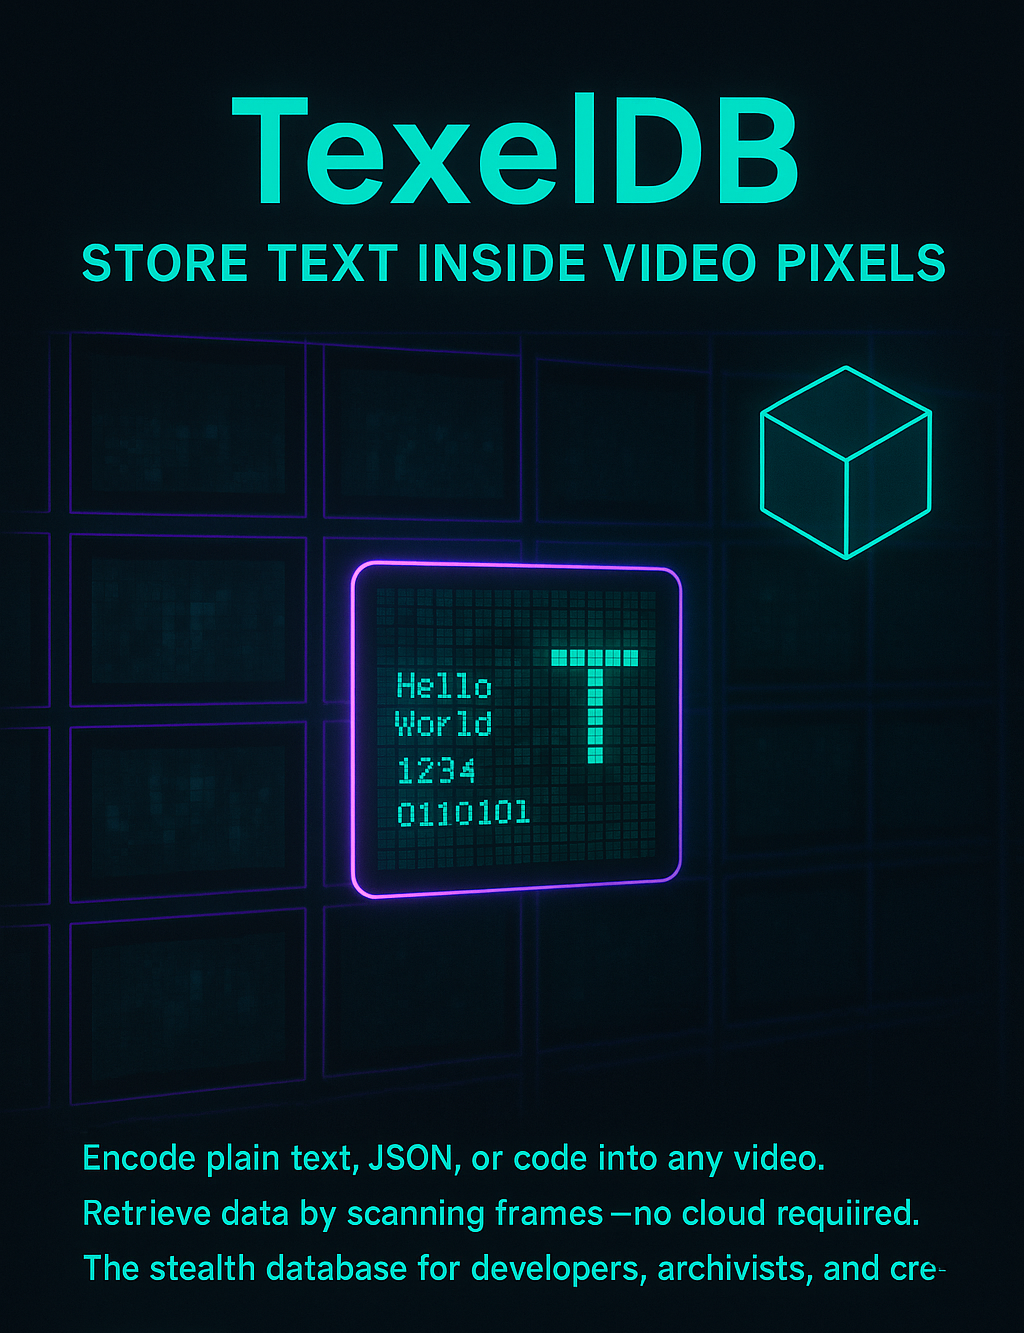 TexelDB
STORE TEXT INSIDE VIDEO PIXELS
Hello
World
1234
0110101
T
Encode plain text, JSON, or code into any video.
Retrieve data by scanning frames —no cloud requiired.
The stealth database for developers, archivists, and cre-